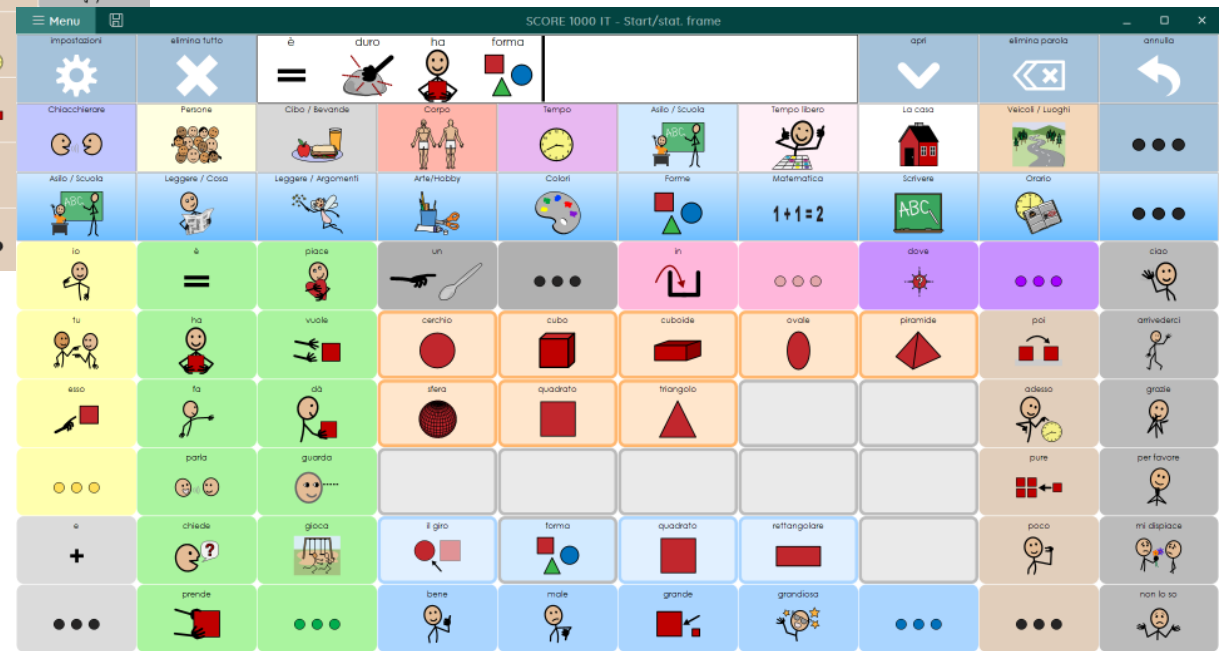 Menu
SCORE 1000 IT - Start/stat. frame
impostazioni elimina tutto è duro ha forma apri elimina parola annulla
Chiacchierare Persone Cibo / Bevande Corpo Tempo Asilo / Scuola Tempo libero La casa Veicoli / Luoghi
ABC
Asilo / Scuola Leggere / Cosa Leggere / Argomenti Arte/Hobby Colori Forme Matematica Scrivere Orario
ABC 1+1=2 ABC
io è piace un in dove ciao
tu ha vuole cerchio cubo cuboide ovale piramide poi arrivederci
esso fa dà sfera quadrato triangolo adesso grazie
parla guarda pure per favore
e chiede gioca il giro forma quadrato rettangolare poco mi dispiace
?
prende bene male grande grandiosa non lo so